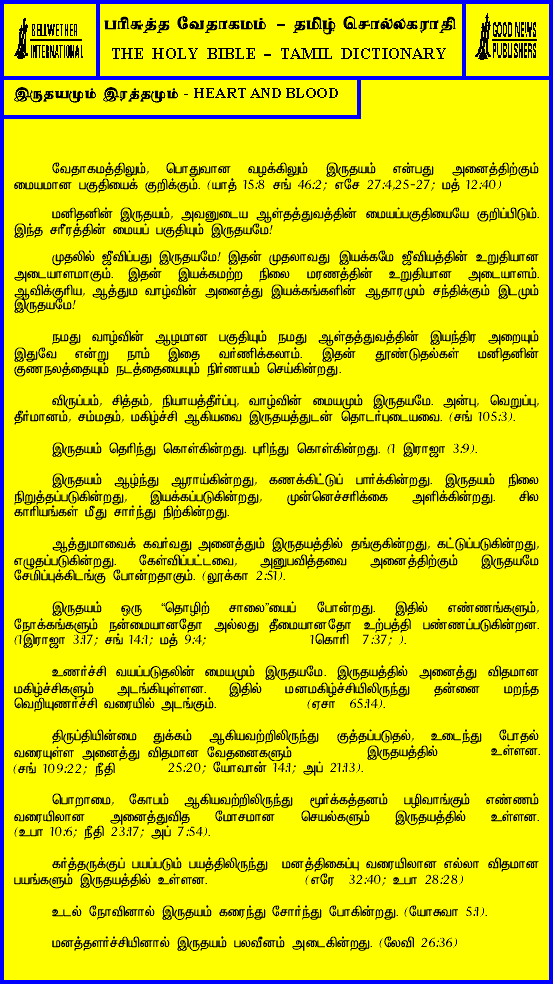 BELLWETHER
INTERNATIONAL
பரிசுத்த வேதாகமம் – தமிழ் சொல்லகராதி
THE HOLY BIBLE – TAMIL DICTIONARY
GOOD NEWS
PUBLISHERS
இருதயமும் இரத்தமும் - HEART AND BLOOD
வேதாகமத்திலும், பொதுவான வழக்கிலும் இருதயம் என்பது அனைத்திற்கும்
மையமான பகுதியைக் குறிக்கும். (யாத் 15:8 சங் 46:2; எசே 27:4,25-27; மத் 12:40)
மனிதனின் இருதயம், அவனுடைய ஆள்தத்துவத்தின் மையப்பகுதியையே குறிப்பிடும்.
இந்த சரீரத்தின் மையப் பகுதியும் இருதயமே!
முதலில் ஜீவிப்பது இருதயமே! இதன் முதலாவது இயக்கமே ஜீவியத்தின் உறுதியான
அடையாளமாகும். இதன் இயக்கமற்ற நிலை மரணத்தின் உறுதியான அடையாளம்.
ஆவிக்குரிய, ஆத்தும வாழ்வின் அனைத்து இயக்கங்களின் ஆதாரமும் சந்திக்கும் இடமும்
இருதயமே!
நமது வாழ்வின் ஆழமான பகுதியும் நமது ஆள்தத்துவத்தின் இயந்திர அறையும்
இதுவே என்று நாம் இதை வர்ணிக்கலாம். இதன் தூண்டுதல்கள் மனிதனின்
குணநலத்தையும் நடத்தையையும் நிர்ணயம் செய்கின்றது.
விருப்பம், சித்தம், நியாயத்தீர்ப்பு, வாழ்வின் மையமும் இருதயமே. அன்பு, வெறுப்பு,
தீர்மானம், சம்மதம், மகிழ்ச்சி ஆகியவை இருதயத்துடன் தொடர்புடையவை. (சங் 105:3).
இருதயம் தெரிந்து கொள்கின்றது. புரிந்து கொள்கின்றது. (1 இராஜா 3:9).
இருதயம் ஆழ்ந்து ஆராய்கின்றது, கணக்கிட்டுப் பார்க்கின்றது. இருதயம் நிலை
நிறுத்தப்படுகின்றது, இயக்கப்படுகின்றது, முன்னெச்சரிக்கை அளிக்கின்றது. சில
காரியங்கள் மீது சார்ந்து நிற்கின்றது.
ஆத்துமாவைக் கவர்வது அனைத்தும் இருதயத்தில் தங்குகின்றது, கட்டுப்படுகின்றது,
எழுதப்படுகின்றது. கேள்விப்பட்டவை, அனுபவித்தவை அனைத்திற்கும் இருதயமே
சேமிப்புக்கிடங்கு போன்றதாகும். (லூக்கா 2:51).
இருதயம் ஒரு “தொழிற் சாலை”யைப் போன்றது. இதில் எண்ணங்களும்,
நோக்கங்களும் நன்மையானதோ அல்லது தீமையானதோ உற்பத்தி பண்ணப்படுகின்றன.
(1இராஜா 3:17; சங் 14:1; மத் 9:4; 1கொரி 7:37; ).
உணர்ச்சி வயப்படுதலின் மையமும் இருதயமே. இருதயத்தில் அனைத்து விதமான
மகிழ்ச்சிகளும் அடங்கியுள்ளன. இதில் மனமகிழ்ச்சியிலிருந்து தன்னை மறந்த
வெறியுணர்ச்சி வரையில் அடங்கும். (ஏசா 65:14).
திருப்தியின்மை துக்கம் ஆகியவற்றிலிருந்து குத்தப்படுதல், உடைந்து போதல்
வரையுள்ள அனைத்து விதமான வேதனைகளும் இருதயத்தில் உள்ளன.
(சங் 109:22; நீதி 25:20; யோவான் 14:1; அப் 21:13).
பொறாமை, கோபம் ஆகியவற்றிலிருந்து மூர்க்கத்தனம் பழிவாங்கும் எண்ணம்
வரையிலான அனைத்துவித மோசமான செயல்களும் இருதயத்தில் உள்ளன.
(உபா 10:6; நீதி 23:17; அப் 7:54).
கர்த்தருக்குப் பயப்படும் பயத்திலிருந்து மனத்திகைப்பு வரையிலான எல்லா விதமான
பயங்களும் இருதயத்தில் உள்ளன. (எரே 32:40; உபா 28:28)
உடல் நோவினால் இருதயம் கரைந்து சோர்ந்து போகின்றது. (யோசுவா 5:1).
மனத்தளர்ச்சியினால் இருதயம் பலவீனம் அடைகின்றது. (லேவி 26:36)